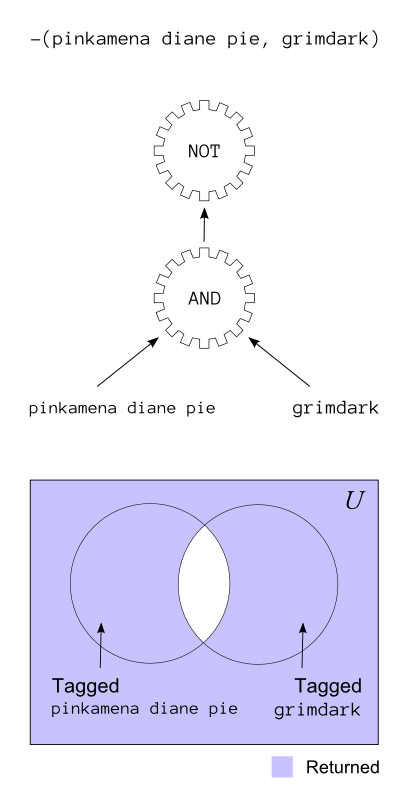 -(pinkamena diane pie, grimdark)
NOT
AND
pinkamena diane pie
grimdark
U
Tagged
pinkamena diane pie
Tagged
grimdark
Returned